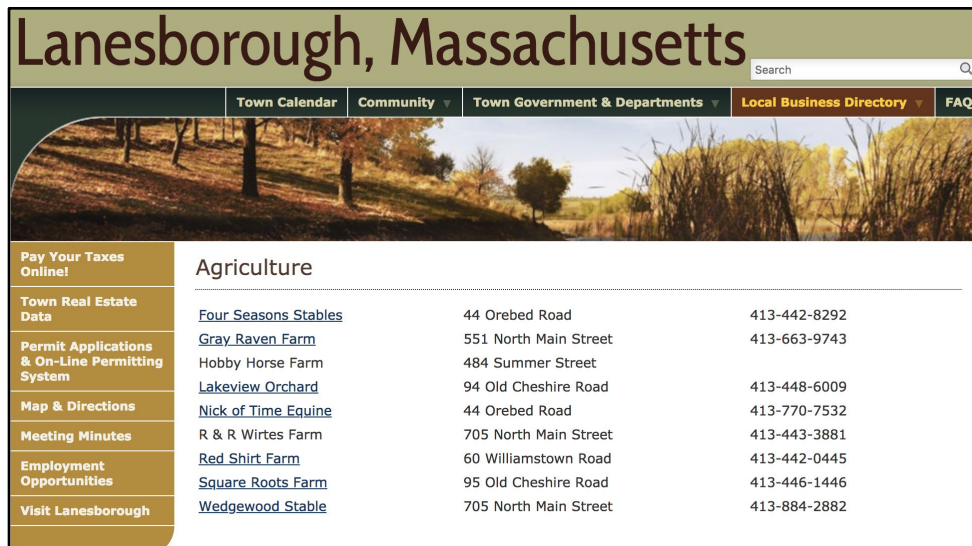 Lanesborough, Massachusetts
Search
Town Calendar Community ▼ Town Government & Departments ▼ Local Business Directory ▼ FAQ
Pay Your Taxes
Online!
Town Real Estate
Data
Permit Applications
& On-Line Permitting
System
Map & Directions
Meeting Minutes
Employment
Opportunities
Visit Lanesborough
Agriculture
Four Seasons Stables 44 Orebed Road 413-442-8292
Gray Raven Farm 551 North Main Street 413-663-9743
Hobby Horse Farm 484 Summer Street
Lakeview Orchard 94 Old Cheshire Road 413-448-6009
Nick of Time Equine 44 Orebed Road 413-770-7532
R & R Wirtes Farm 705 North Main Street 413-443-3881
Red Shirt Farm 60 Williamstown Road 413-442-0445
Square Roots Farm 95 Old Cheshire Road 413-446-1446
Wedgewood Stable 705 North Main Street 413-884-2882